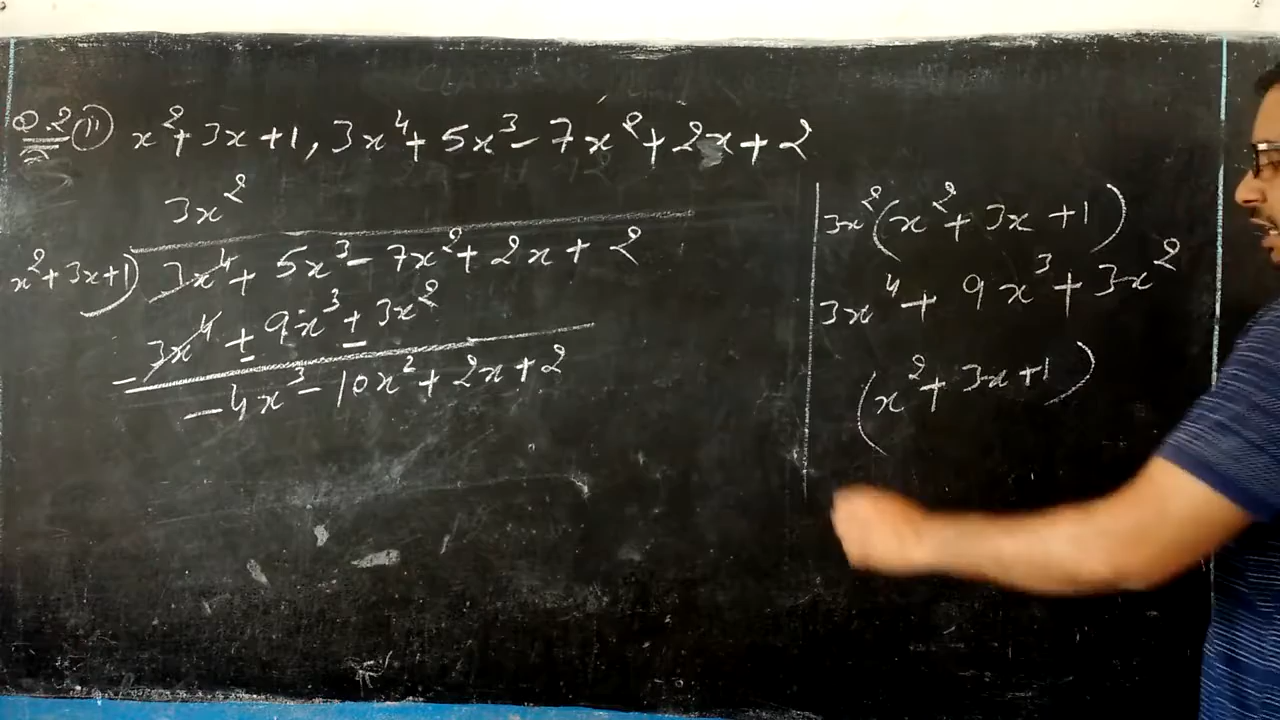 Q.2 (ii) x²+3x+1, 3x⁴+5x³-7x²+2x+2
3x²
x²+3x+1) 3x⁴+5x³-7x²+2x+2
-3x⁴±9x³±3x²
-4x³-10x²+2x+2
3x²(x²+3x+1)
3x⁴+9x³+3x²
(x²+3x+1)